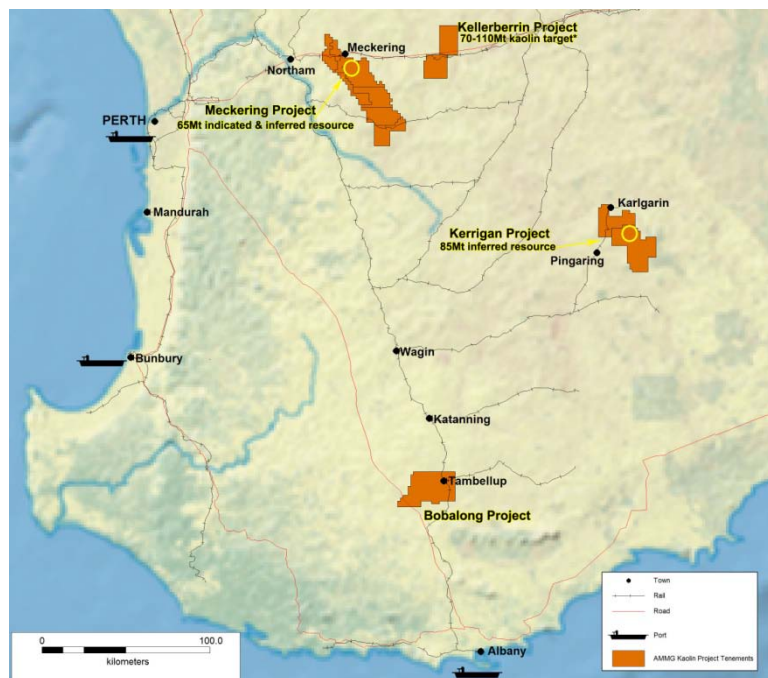 Kellerberrin Project
70-110Mt kaolin target*
Meckering
Northam
Meckering Project
65Mt indicated & inferred resource
PERTH
Mandurah
Karlgarin
Kerrigan Project
85Mt inferred resource
Pingaring
Wagin
Bunbury
Katanning
Tambellup
Bobalong Project
Albany
0 100.0
kilometers
Town
Rail
Road
Port
AMMG Kaolin Project Tenements